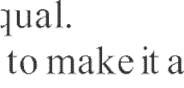 qual.
to make it a